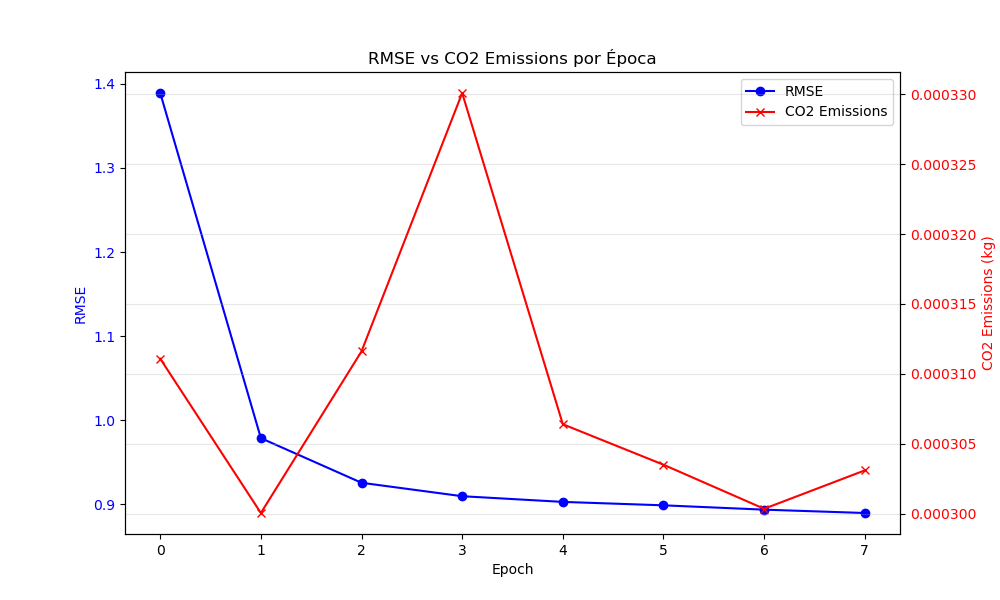 RMSE vs CO2 Emissions por Época
RMSE
CO2 Emissions
1.4
1.3
1.2
1.1
1.0
0.9
RMSE
0.000330
0.000325
0.000320
0.000315
0.000310
0.000305
0.000300
CO2 Emissions (kg)
0 1 2 3 4 5 6 7
Epoch